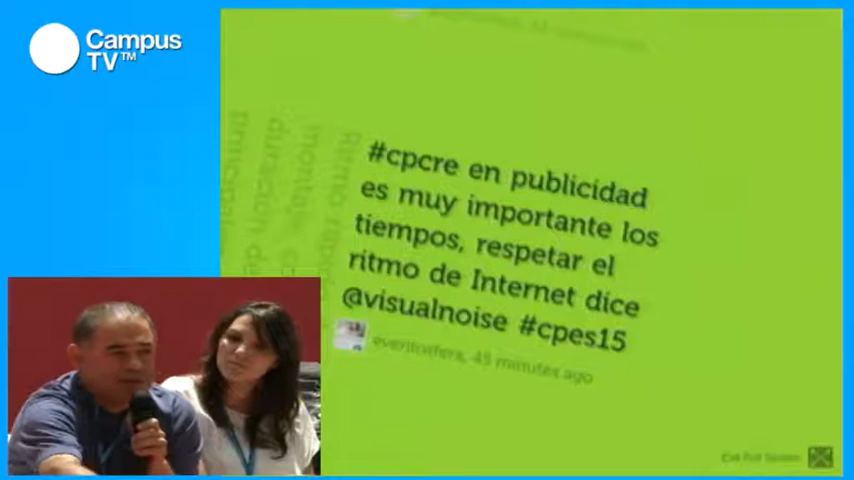 Campus
TV™
#cpcre en publicidad
es muy importante los
tiempos, respetar el
ritmo de Internet dice
@visualnoise #cpes15
eventosfera, 45 minutes ago